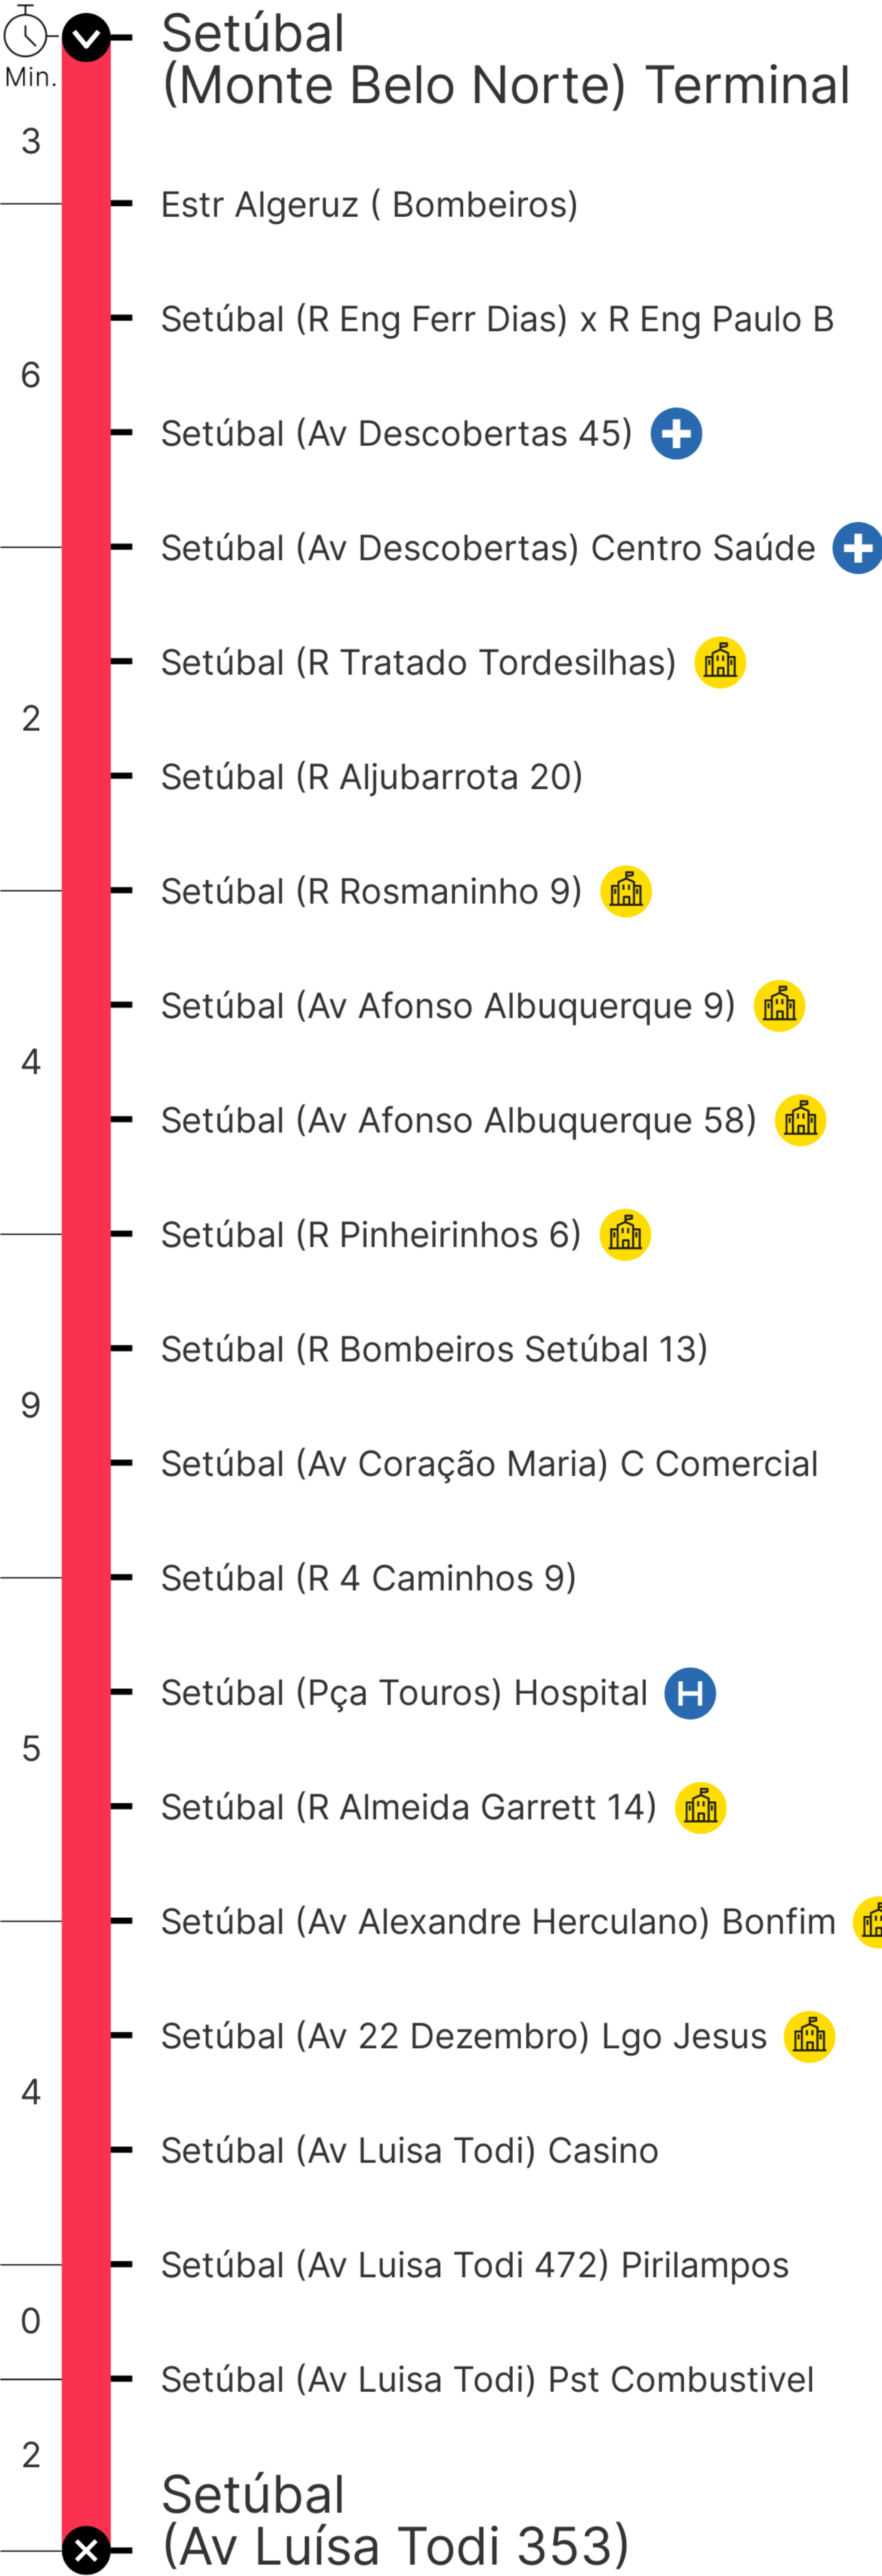 Setúbal
(Monte Belo Norte) Terminal
Min.
3
Estr Algeruz ( Bombeiros)
Setúbal (R Eng Ferr Dias) x R Eng Paulo B
6
Setúbal (Av Descobertas 45)
Setúbal (Av Descobertas) Centro Saúde
Setúbal (R Tratado Tordesilhas)
2
Setúbal (R Aljubarrota 20)
Setúbal (R Rosmaninho 9)
Setúbal (Av Afonso Albuquerque 9)
4
Setúbal (Av Afonso Albuquerque 58)
Setúbal (R Pinheirinhos 6)
Setúbal (R Bombeiros Setúbal 13)
9
Setúbal (Av Coração Maria) C Comercial
Setúbal (R 4 Caminhos 9)
Setúbal (Pça Touros) Hospital H
5
Setúbal (R Almeida Garrett 14)
Setúbal (Av Alexandre Herculano) Bonfim
Setúbal (Av 22 Dezembro) Lgo Jesus
4
Setúbal (Av Luisa Todi) Casino
Setúbal (Av Luisa Todi 472) Pirilampos
0
Setúbal (Av Luisa Todi) Pst Combustivel
2
Setúbal
(Av Luísa Todi 353)